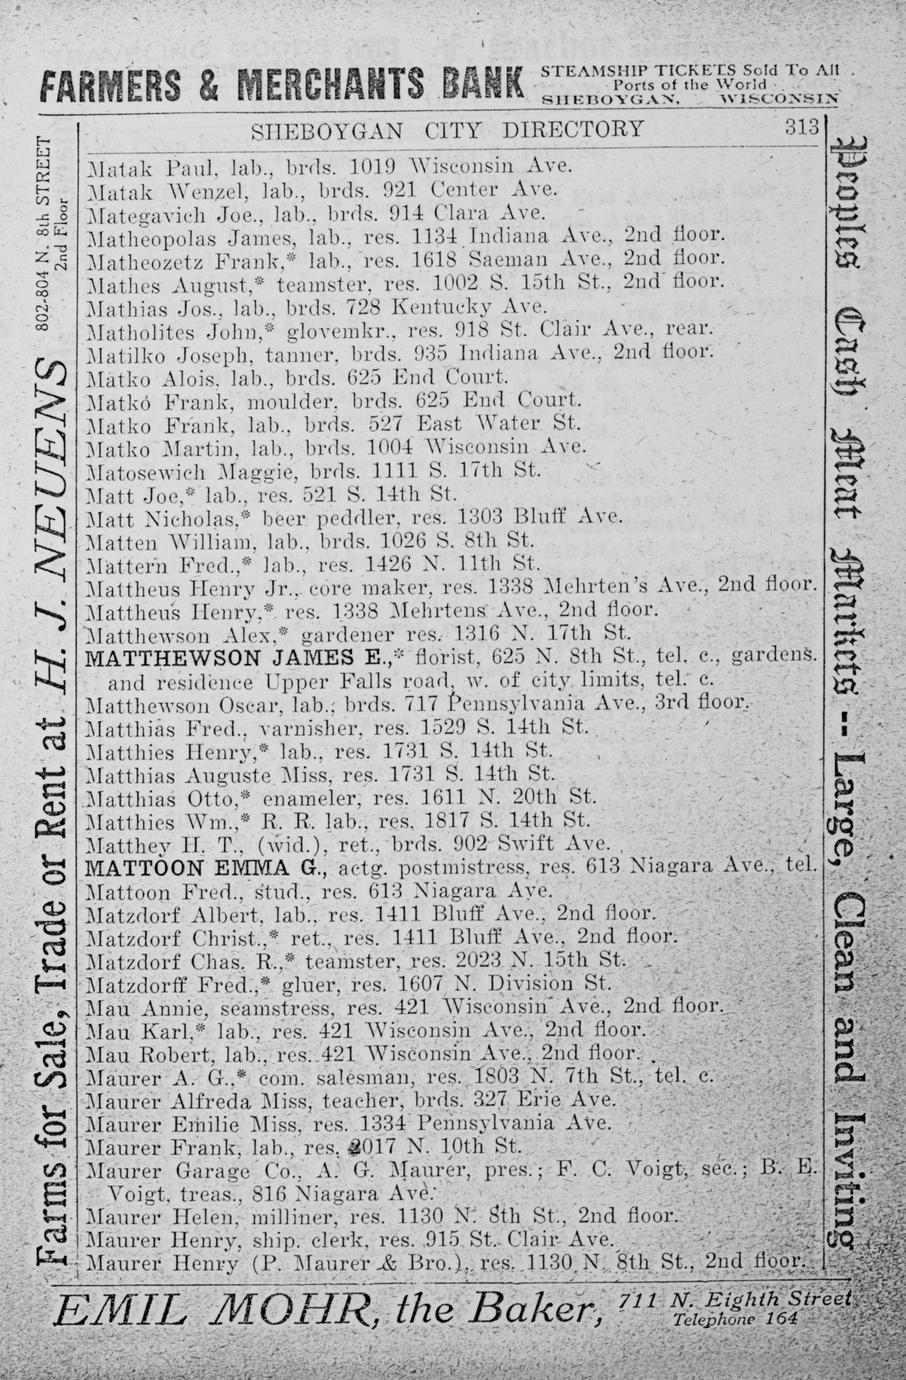 FARMERS & MERCHANTS BANK
STEAMSHIP TICKETS Sold To All
Ports of the World
SHEBOYGAN, WISCONSIN
SHEBOYGAN CITY DIRECTORY 313
Matak Paul, lab., brds. 1019 Wisconsin Ave.
Matak Wenzel, lab., brds. 921 Center Ave.
Mategavich Joe., lab., brds. 914 Clara Ave.
Matheopolas James, lab., res. 1134 Indiana Ave., 2nd floor.
Matheozetz Frank,* lab., res. 1618 Saeman Ave., 2nd floor.
Mathes August,* teamster, res. 1002 S. 15th St., 2nd floor.
Mathias Jos., lab., brds. 728 Kentucky Ave.
Matholites John,* glovemkr., res. 918 St. Clair Ave., rear.
Matilko Joseph, tanner, brds. 935 Indiana Ave., 2nd floor.
Matko Alois, lab., brds. 625 End Court.
Matko Frank, moulder, brds. 625 End Court.
Matko Frank, lab., brds. 527 East Water St.
Matko Martin, lab., brds. 1004 Wisconsin Ave.
Matosewich Maggie, brds. 1111 S. 17th St.
Matt Joe,* lab., res. 521 S. 14th St.
Matt Nicholas,* beer peddler, res. 1303 Bluff Ave.
Matten William, lab., brds. 1026 S. 8th St.
Mattern Fred.,* lab., res. 1426 N. 11th St.
Mattheus Henry Jr., core maker, res. 1338 Mehrten's Ave., 2nd floor.
Mattheus Henry,* res. 1338 Mehrtens Ave., 2nd floor.
Matthewson Alex,* gardener res. 1316 N. 17th St.
MATTHEWSON JAMES E.,* florist, 625 N. 8th St., tel. c., gardens.
and residence Upper Falls road, w. of city limits, tel. c.
Matthewson Oscar, lab., brds. 717 Pennsylvania Ave., 3rd floor.
Matthias Fred., varnisher, res. 1529 S. 14th St.
Matthies Henry,* lab., res. 1731 S. 14th St.
Matthias Auguste Miss, res. 1731 S. 14th St.
Matthias Otto,* enameler, res. 1611 N. 20th St.
Matthies Wm.,* R. R. lab., res. 1817 S. 14th St.
Matthey H. T., (wid.), ret., brds. 902 Swift Ave.
MATTOON EMMA G., actg. postmistress, res. 613 Niagara Ave., tel.
Mattoon Fred., stud., res. 613 Niagara Ave.
Matzdorf Albert, lab., res. 1411 Bluff Ave., 2nd floor.
Matzdorf Christ.,* ret., res. 1411 Bluff Ave., 2nd floor.
Matzdorf Chas. R.,* teamster, res. 2023 N. 15th St.
Matzdorff Fred.,* gluer, res. 1607 N. Division St.
Mau Annie, seamstress, res. 421 Wisconsin Ave., 2nd floor.
Mau Karl,* lab., res. 421 Wisconsin Ave., 2nd floor.
Mau Robert, lab., res. 421 Wisconsin Ave., 2nd floor.
Maurer A. G.,* com. salesman, res. 1803 N. 7th St., tel. c.
Maurer Alfreda Miss, teacher, brds. 327 Erie Ave.
Maurer Emilie Miss, res. 1334 Pennsylvania Ave.
Maurer Frank, lab., res. 2017 N. 10th St.
Maurer Garage Co., A. G. Maurer, pres.; F. C. Voigt, sec.; B. E.
Voigt, treas., 816 Niagara Ave.
Maurer Helen, milliner, res. 1130 N. 8th St., 2nd floor.
Maurer Henry, ship. clerk, res. 915 St. Clair Ave.
Maurer Henry (P. Maurer & Bro.), res. 1130 N. 8th St., 2nd floor.
Farms for Sale, Trade or Rent at H. J. NEUENS 802-804 N. 8th STREET
2nd Floor
Peoples Cash Meat Markets -- Large, Clean and Inviting
EMIL MOHR, the Baker, 711 N. Eighth Street
Telephone 164